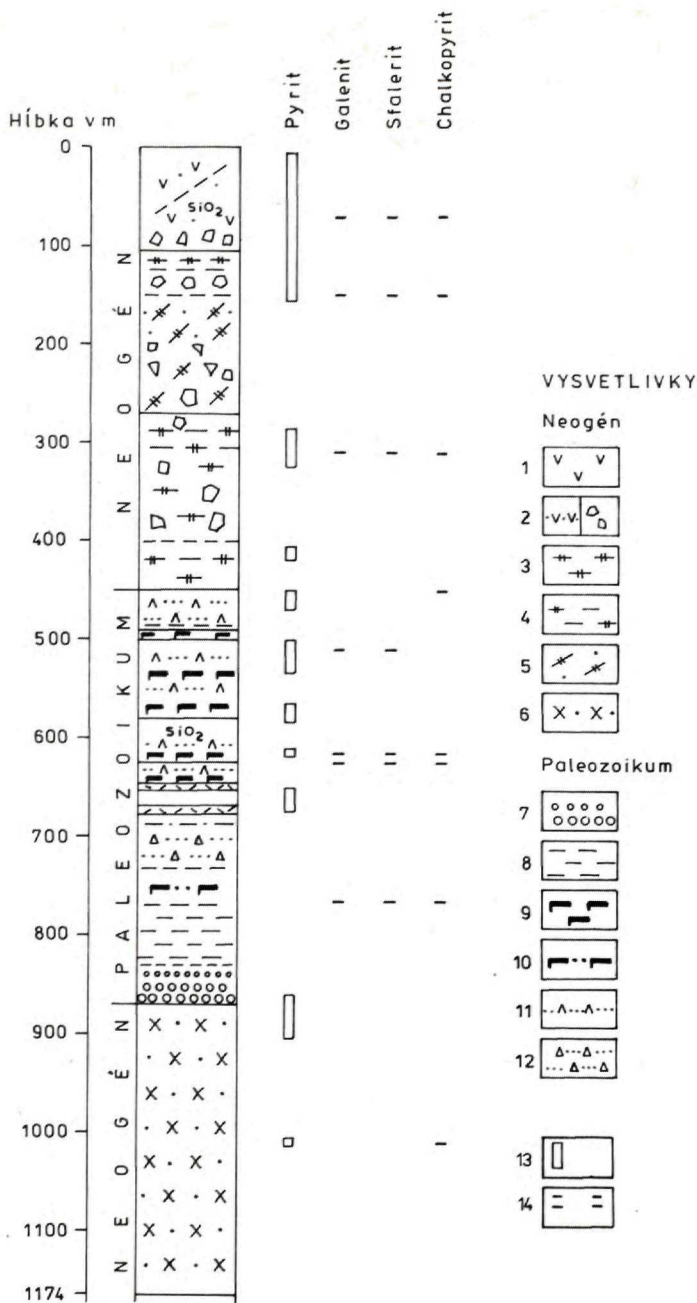 Pyrit
Galenit
Sfalerit
Chalkopyrit
Hĺbka v m
0
100
200
300
400
500
600
700
800
900
1000
1100
1174
NEOGÉN
PALEOZOIKUM
NEOGÉN
SiO₂
SiO₂
VYSVETLIVKY
Neogén
1
2
3
4
5
6
Paleozoikum
7
8
9
10
11
12
13
14